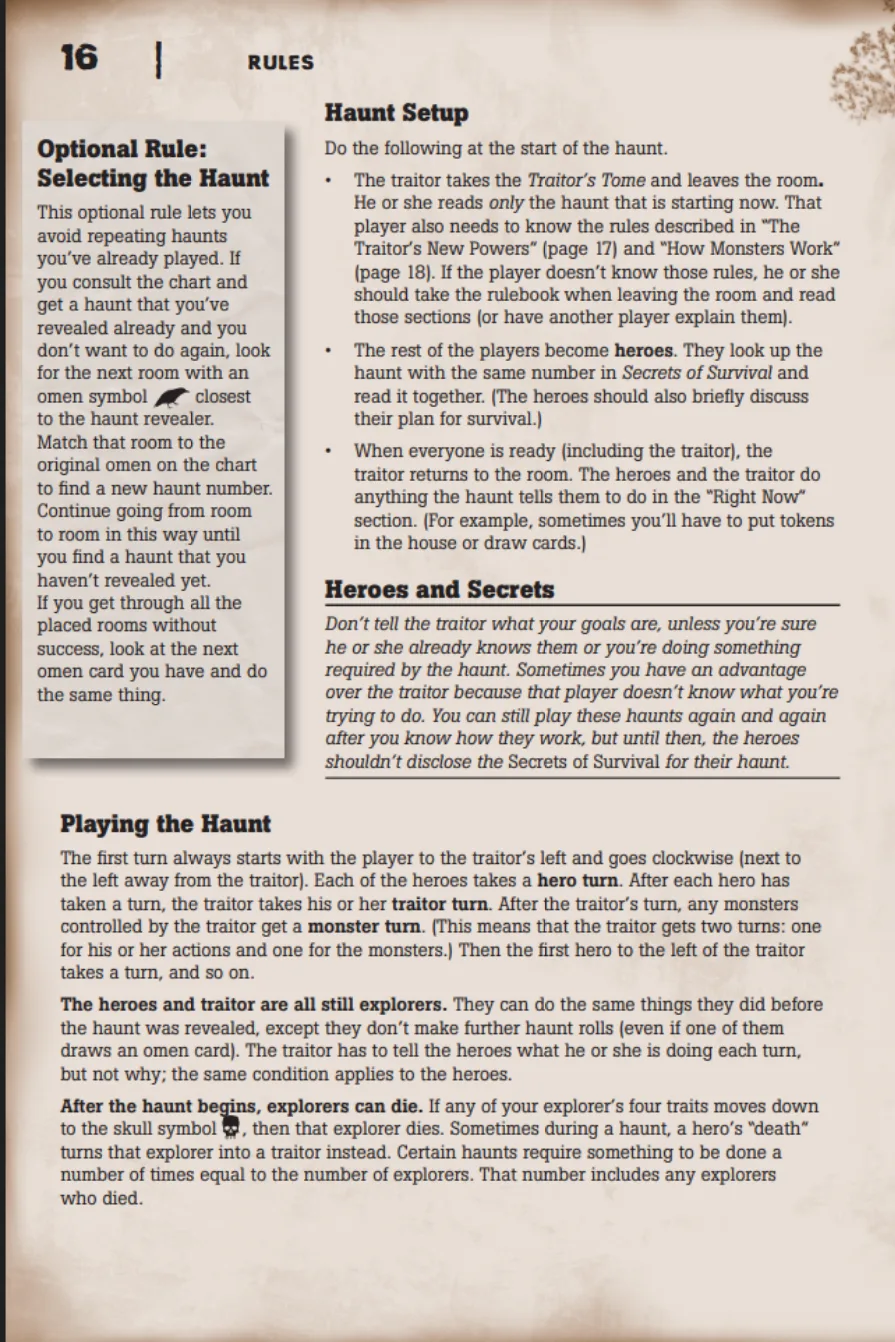 16
RULES
Optional Rule:
Selecting the Haunt
This optional rule lets you
avoid repeating haunts
you've already played. If
you consult the chart and
get a haunt that you've
revealed already and you
don't want to do again, look
for the next room with an
omen symbol closest
to the haunt revealer.
Match that room to the
original omen on the chart
to find a new haunt number.
Continue going from room
to room in this way until
you find a haunt that you
haven't revealed yet.
If you get through all the
placed rooms without
success, look at the next
omen card you have and do
the same thing.
Haunt Setup
Do the following at the start of the haunt.
• The traitor takes the Traitor's Tome and leaves the room.
He or she reads only the haunt that is starting now. That
player also needs to know the rules described in "The
Traitor's New Powers" (page 17) and "How Monsters Work"
(page 18). If the player doesn't know those rules, he or she
should take the rulebook when leaving the room and read
those sections (or have another player explain them).
• The rest of the players become heroes. They look up the
haunt with the same number in Secrets of Survival and
read it together. (The heroes should also briefly discuss
their plan for survival.)
• When everyone is ready (including the traitor), the
traitor returns to the room. The heroes and the traitor do
anything the haunt tells them to do in the "Right Now"
section. (For example, sometimes you'll have to put tokens
in the house or draw cards.)
Heroes and Secrets
Don't tell the traitor what your goals are, unless you're sure
he or she already knows them or you're doing something
required by the haunt. Sometimes you have an advantage
over the traitor because that player doesn't know what you're
trying to do. You can still play these haunts again and again
after you know how they work, but until then, the heroes
shouldn't disclose the Secrets of Survival for their haunt.
Playing the Haunt
The first turn always starts with the player to the traitor's left and goes clockwise (next to
the left away from the traitor). Each of the heroes takes a hero turn. After each hero has
taken a turn, the traitor takes his or her traitor turn. After the traitor's turn, any monsters
controlled by the traitor get a monster turn. (This means that the traitor gets two turns: one
for his or her actions and one for the monsters.) Then the first hero to the left of the traitor
takes a turn, and so on.
The heroes and traitor are all still explorers. They can do the same things they did before
the haunt was revealed, except they don't make further haunt rolls (even if one of them
draws an omen card). The traitor has to tell the heroes what he or she is doing each turn,
but not why; the same condition applies to the heroes.
After the haunt begins, explorers can die. If any of your explorer's four traits moves down
to the skull symbol , then that explorer dies. Sometimes during a haunt, a hero's "death"
turns that explorer into a traitor instead. Certain haunts require something to be done a
number of times equal to the number of explorers. That number includes any explorers
who died.